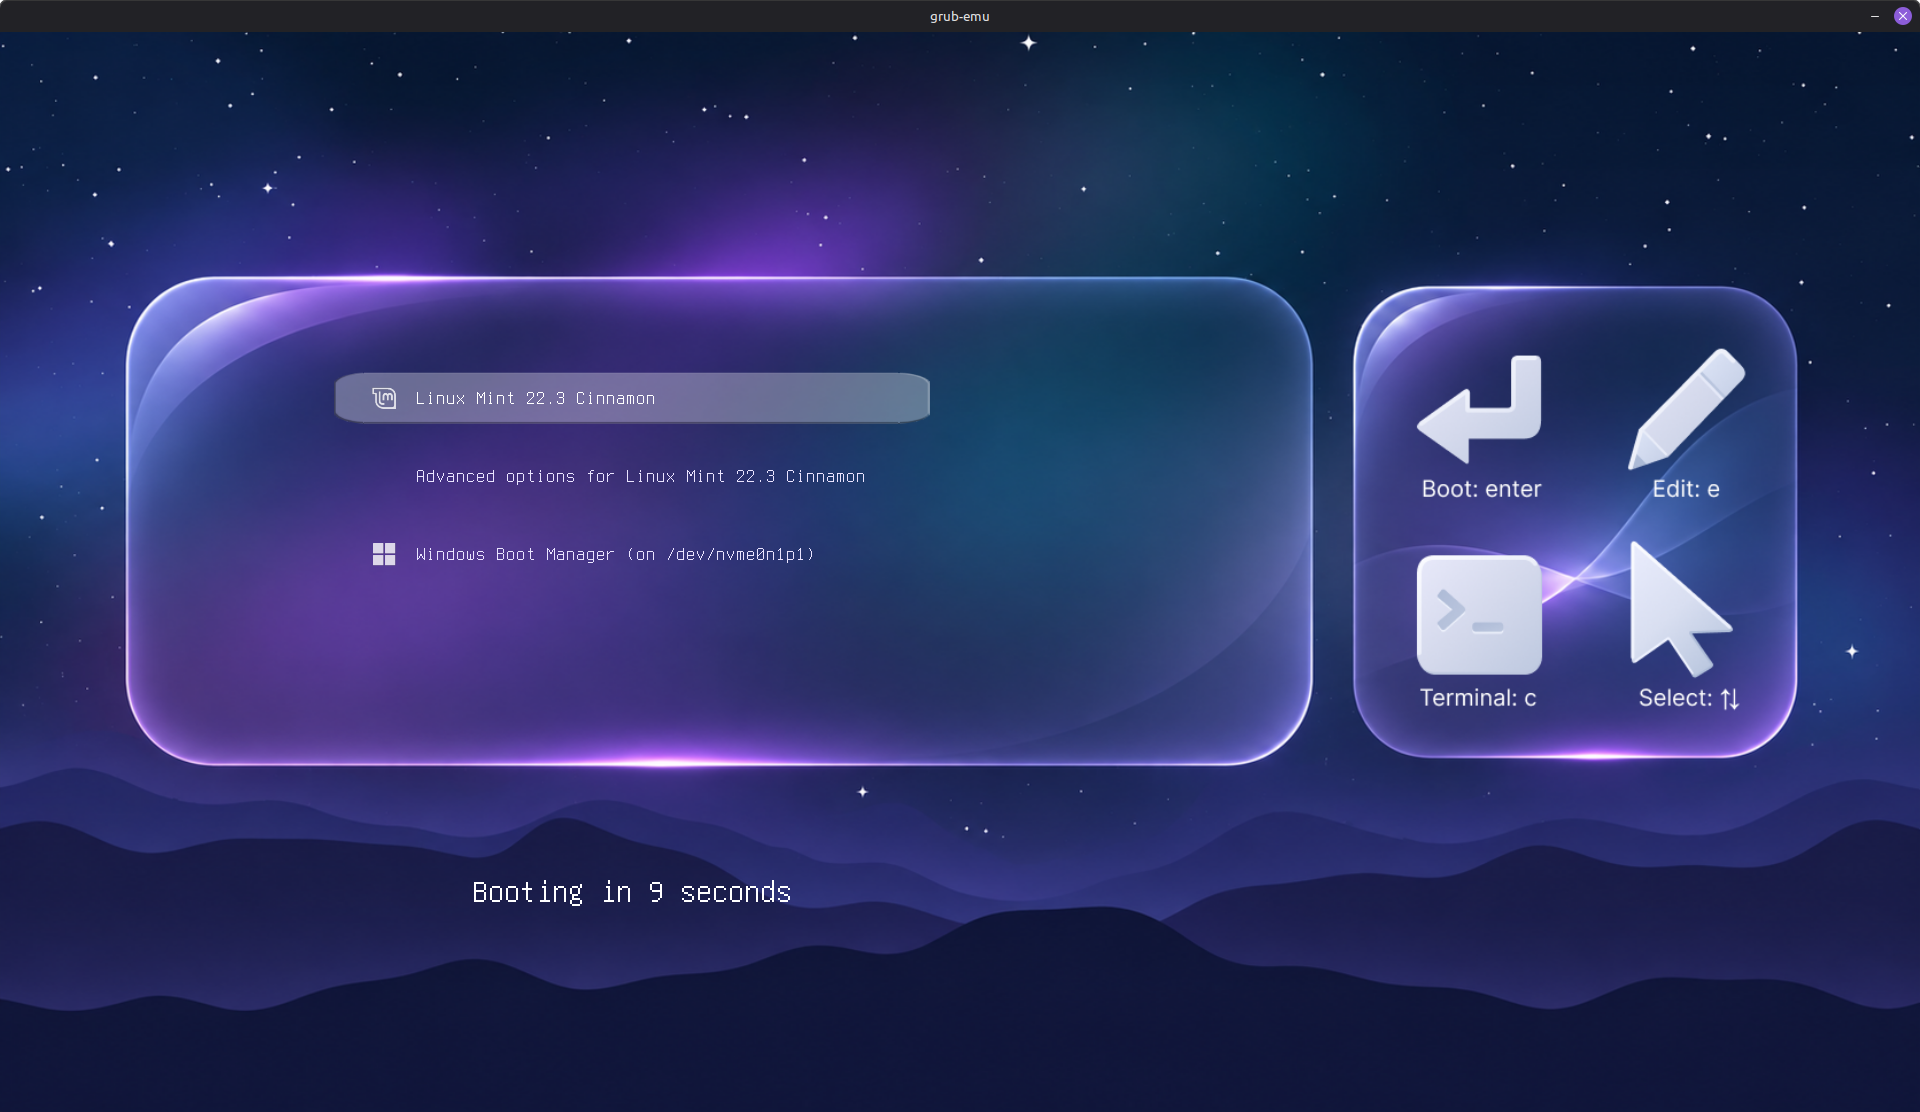 grub-emu
Linux Mint 22.3 Cinnamon
Advanced options for Linux Mint 22.3 Cinnamon
Windows Boot Manager (on /dev/nvme0n1p1)
Boot: enter
Edit: e
Terminal: c
Select: ⇅
Booting in 9 seconds